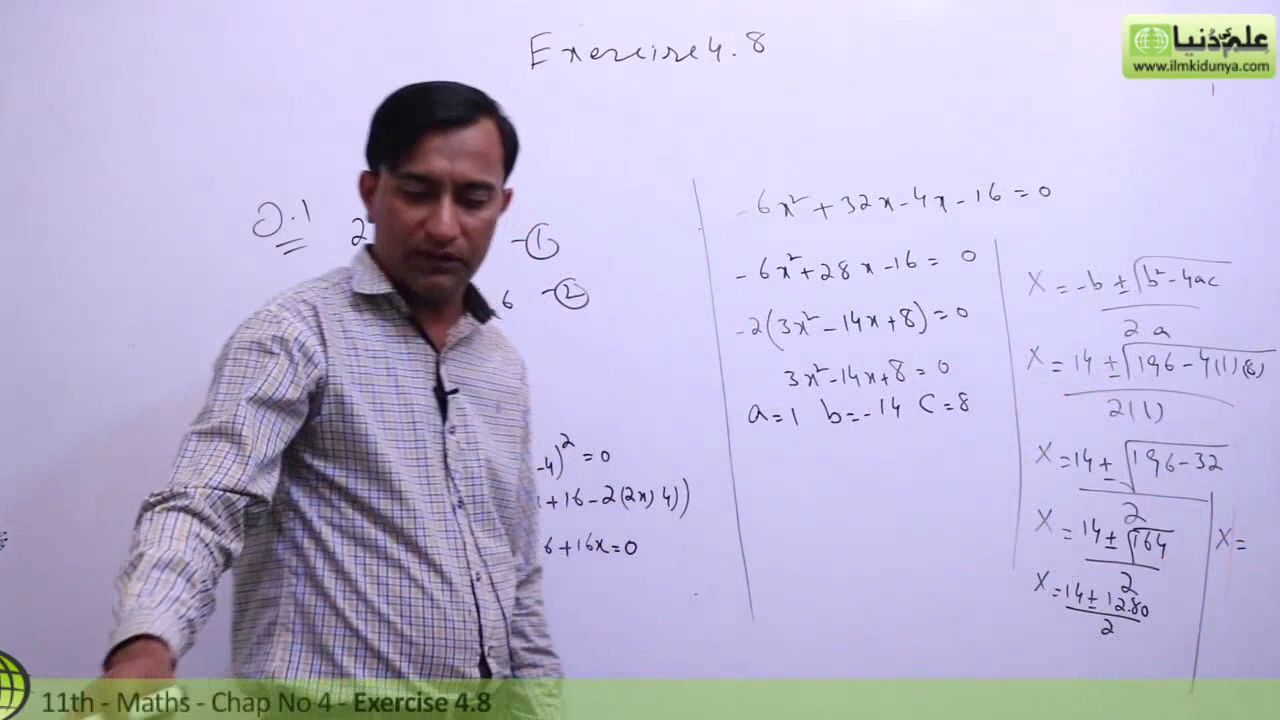 Exercise 4.8
علم کی دُنیا
www.ilmkidunya.com
Q.1 2 -①
6 -②
-4)² = 0
+ 16 - 2(2x)(4))
6 + 16x = 0
-6x² + 32x - 4x - 16 = 0
-6x² + 28x - 16 = 0
-2(3x² - 14x + 8) = 0
3x² - 14x + 8 = 0
a = 1 b = -14 C = 8
X = -b ± √b² - 4ac / 2a
X = 14 ± √196 - 4(1)(8) / 2(1)
X = 14 ± √196 - 32 / 2
X = 14 ± √164 / 2
X = 14 ± 12.80 / 2
X =
11th - Maths - Chap No 4 - Exercise 4.8